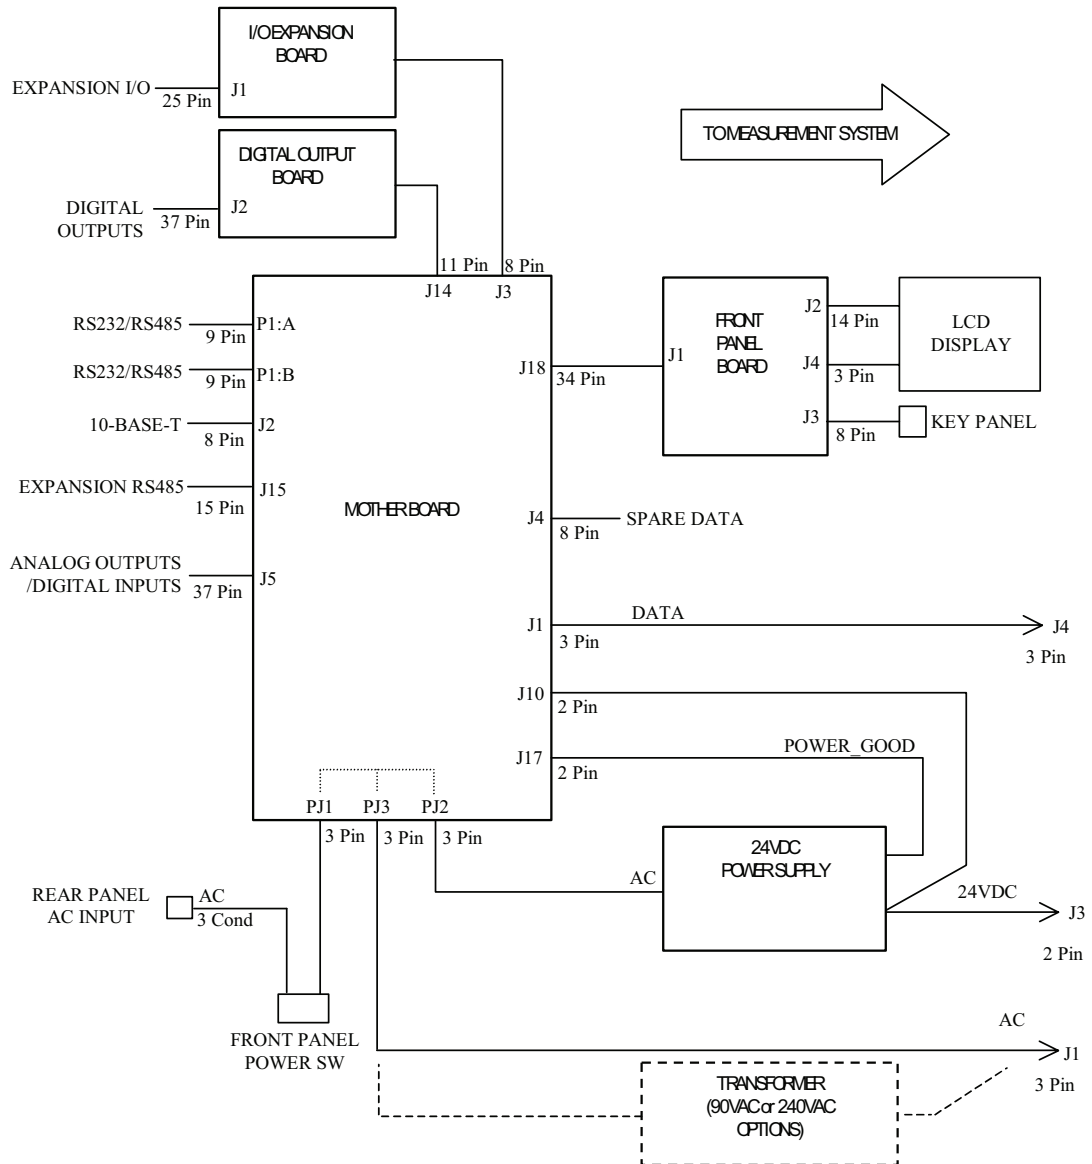 I/O EXPANSION
BOARD
EXPANSION I/O
J1
25 Pin
TO MEASUREMENT SYSTEM
DIGITAL OUTPUT
BOARD
DIGITAL
OUTPUTS
J2
37 Pin
11 Pin
8 Pin
J14
J3
RS232/RS485
P1:A
9 Pin
RS232/RS485
P1:B
9 Pin
10-BASE-T
J2
8 Pin
EXPANSION RS485
J15
15 Pin
ANALOG OUTPUTS
/DIGITAL INPUTS
J5
37 Pin
MOTHER BOARD
J18
34 Pin
J1
FRONT
PANEL
BOARD
J2
14 Pin
J4
3 Pin
J3
8 Pin
LCD
DISPLAY
KEY PANEL
J4
8 Pin
SPARE DATA
J1
3 Pin
DATA
J4
3 Pin
J10
2 Pin
J17
2 Pin
POWER_GOOD
PJ1
PJ3
PJ2
3 Pin
3 Pin
3 Pin
24VDC
POWER SUPPLY
AC
24VDC
J3
2 Pin
REAR PANEL
AC INPUT
AC
3 Cond
FRONT PANEL
POWER SW
AC
J1
3 Pin
TRANSFORMER
(90VAC or 240VAC
OPTIONS)